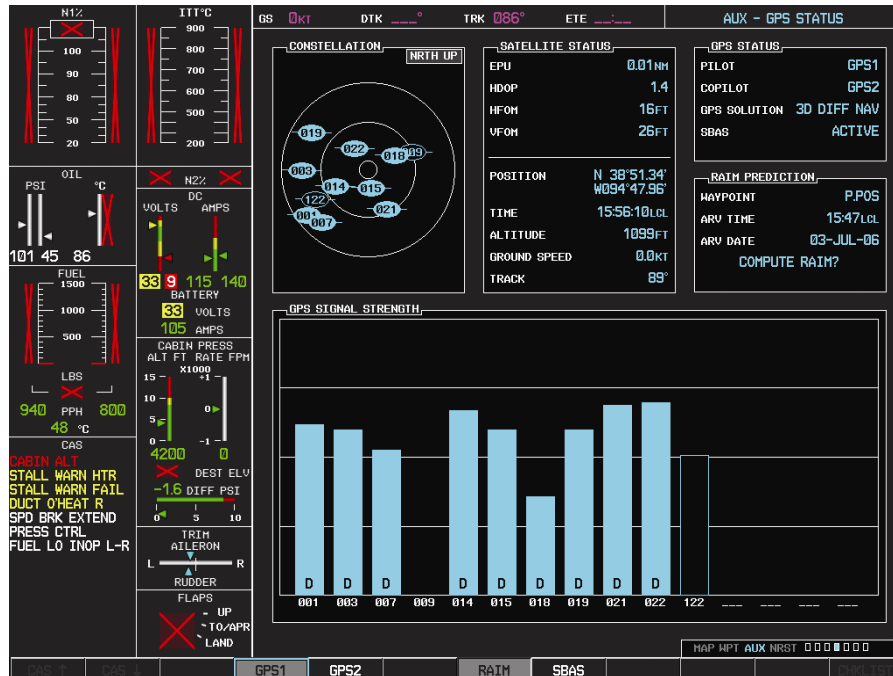 GS 0KT DTK ___° TRK 086° ETE __:__ AUX - GPS STATUS
N1%
100
90
80
50
20
ITT°C
900
800
700
600
500
200
OIL
PSI °C
101 45 86
N2%
DC
VOLTS AMPS
33 9 115 140
BATTERY
33 VOLTS
105 AMPS
FUEL
1500
1000
500
LBS
940 PPH 800
48 °C
CABIN PRESS
ALT FT RATE FPM
X1000
15 +1
10
5 0
0 -1
4200 0
DEST ELV
-1.6 DIFF PSI
0 5 10
CAS
CABIN ALT
STALL WARN HTR
STALL WARN FAIL
DUCT O'HEAT R
SPD BRK EXTEND
PRESS CTRL
FUEL LO INOP L-R
TRIM
AILERON
L R
RUDDER
FLAPS
UP
TO/APR
LAND
CONSTELLATION
NRTH UP
019
022
018 009
003
014 015
122
001
007
021
SATELLITE STATUS
EPU 0.01NM
HDOP 1.4
HFOM 16FT
VFOM 26FT
POSITION N 38°51.34'
W094°47.96'
TIME 15:56:10LCL
ALTITUDE 1099FT
GROUND SPEED 0.0KT
TRACK 89°
GPS STATUS
PILOT GPS1
COPILOT GPS2
GPS SOLUTION 3D DIFF NAV
SBAS ACTIVE
RAIM PREDICTION
WAYPOINT P.POS
ARV TIME 15:47LCL
ARV DATE 03-JUL-06
COMPUTE RAIM?
GPS SIGNAL STRENGTH
D D D D D D D D D
001 003 007 009 014 015 018 019 021 022 122 ___ ___ ___ ___
MAP WPT AUX NRST
CAS ↑ CAS ↓ GPS1 GPS2 RAIM SBAS CHKLIST